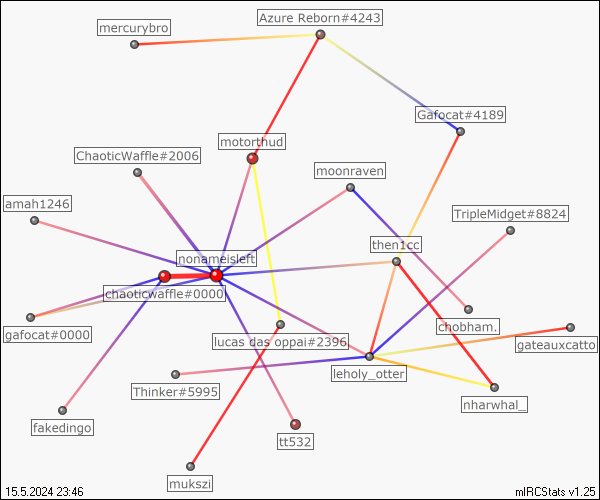 Azure Reborn#4243
mercurybro
Gafocat#4189
motorthud
ChaoticWaffle#2006
moonraven
amah1246
TripleMidget#8824
then1cc
nonameisleft
chaoticwaffle#0000
chobham.
gafocat#0000
lucas das oppai#2396
gateauxcatto
leholy_otter
Thinker#5995
nharwhal_
fakedingo
tt532
mukszi
15.5.2024 23:46
mIRCStats v1.25